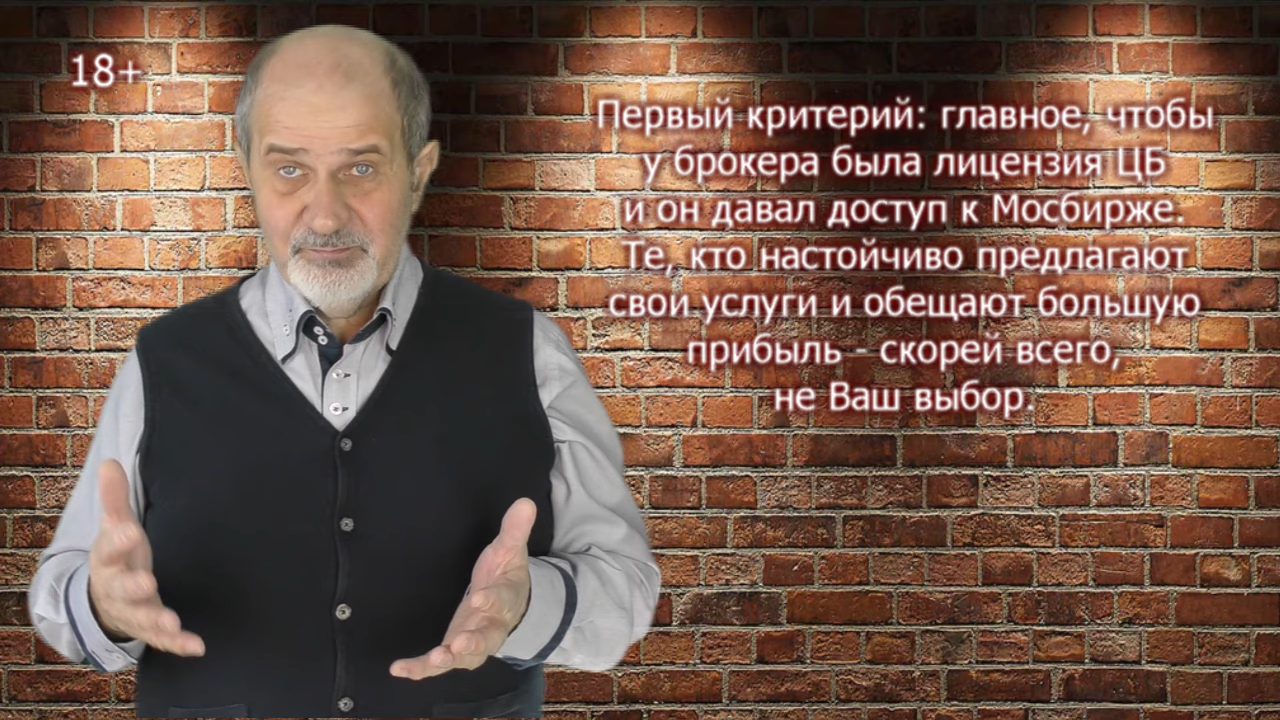 18+
Первый критерий: главное, чтобы
у брокера была лицензия ЦБ
и он давал доступ к Мосбирже.
Те, кто настойчиво предлагают
свои услуги и обещают большую
прибыль - скорей всего,
не Ваш выбор.